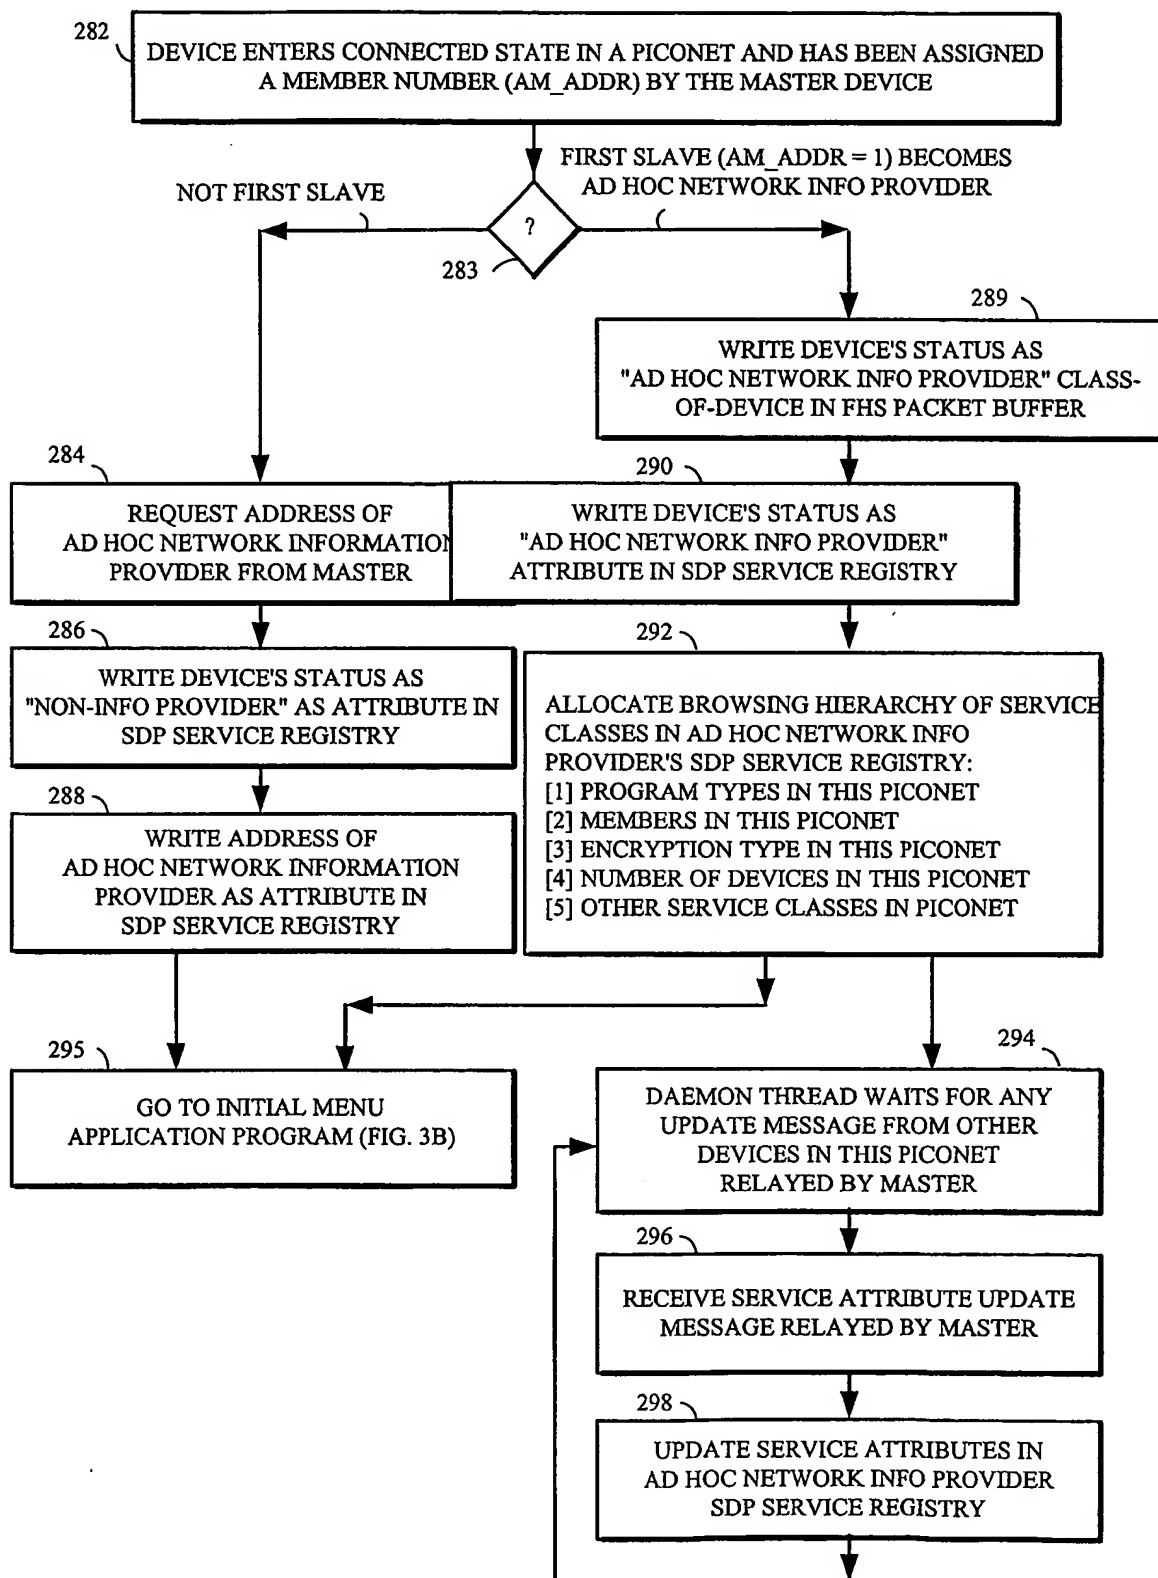 282
DEVICE ENTERS CONNECTED STATE IN A PICONET AND HAS BEEN ASSIGNED
A MEMBER NUMBER (AM_ADDR) BY THE MASTER DEVICE
FIRST SLAVE (AM_ADDR = 1) BECOMES
AD HOC NETWORK INFO PROVIDER
NOT FIRST SLAVE
?
283
289
WRITE DEVICE'S STATUS AS
"AD HOC NETWORK INFO PROVIDER" CLASS-
OF-DEVICE IN FHS PACKET BUFFER
284
REQUEST ADDRESS OF
AD HOC NETWORK INFORMATION
PROVIDER FROM MASTER
290
WRITE DEVICE'S STATUS AS
"AD HOC NETWORK INFO PROVIDER"
ATTRIBUTE IN SDP SERVICE REGISTRY
286
WRITE DEVICE'S STATUS AS
"NON-INFO PROVIDER" AS ATTRIBUTE IN
SDP SERVICE REGISTRY
292
ALLOCATE BROWSING HIERARCHY OF SERVICE
CLASSES IN AD HOC NETWORK INFO
PROVIDER'S SDP SERVICE REGISTRY:
[1] PROGRAM TYPES IN THIS PICONET
[2] MEMBERS IN THIS PICONET
[3] ENCRYPTION TYPE IN THIS PICONET
[4] NUMBER OF DEVICES IN THIS PICONET
[5] OTHER SERVICE CLASSES IN PICONET
288
WRITE ADDRESS OF
AD HOC NETWORK INFORMATION
PROVIDER AS ATTRIBUTE IN
SDP SERVICE REGISTRY
295
GO TO INITIAL MENU
APPLICATION PROGRAM (FIG. 3B)
294
DAEMON THREAD WAITS FOR ANY
UPDATE MESSAGE FROM OTHER
DEVICES IN THIS PICONET
RELAYED BY MASTER
296
RECEIVE SERVICE ATTRIBUTE UPDATE
MESSAGE RELAYED BY MASTER
298
UPDATE SERVICE ATTRIBUTES IN
AD HOC NETWORK INFO PROVIDER
SDP SERVICE REGISTRY